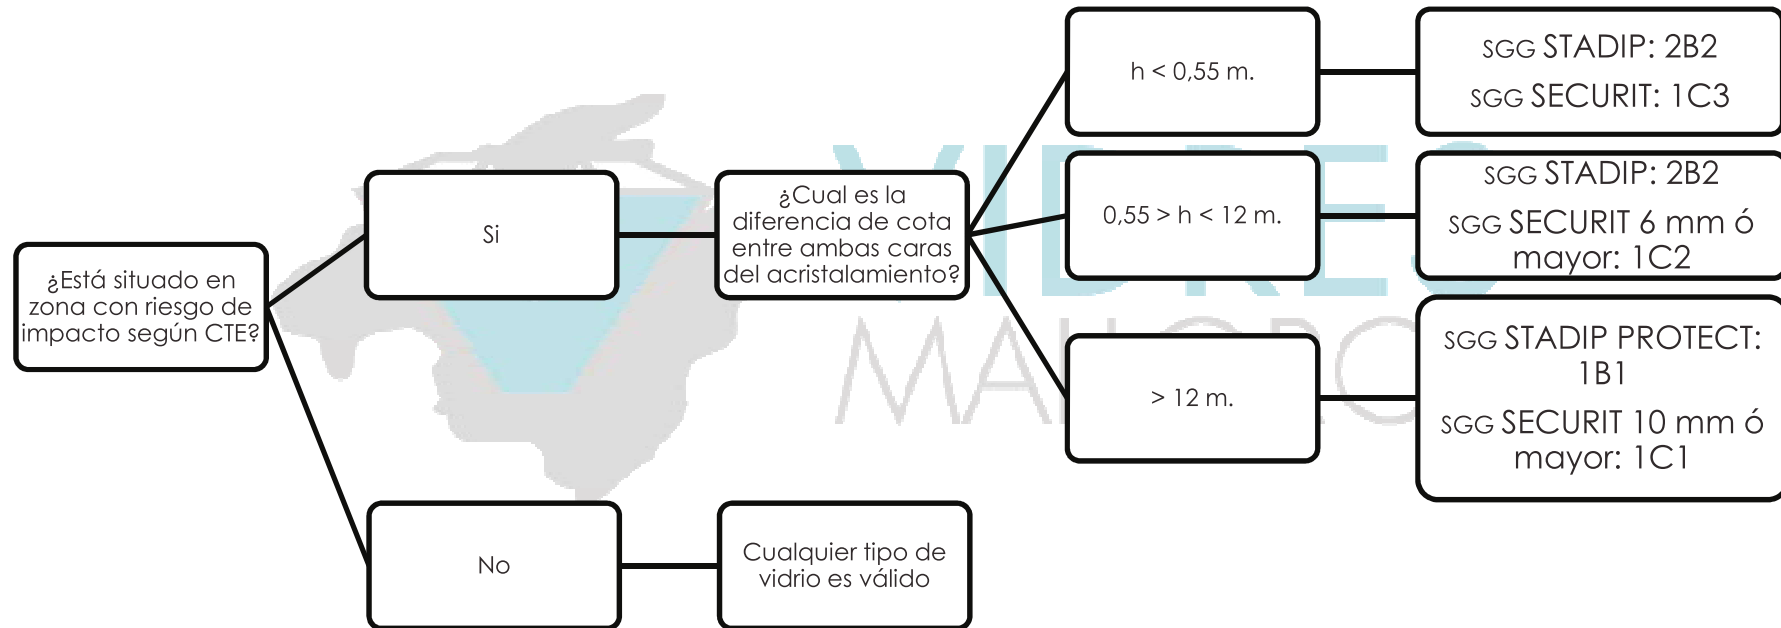 ¿Está situado en
zona con riesgo de
impacto según CTE?
Si
¿Cual es la
diferencia de cota
entre ambas caras
del acristalamiento?
h < 0,55 m.
SGG STADIP: 2B2
SGG SECURIT: 1C3
0,55 > h < 12 m.
SGG STADIP: 2B2
SGG SECURIT 6 mm ó
mayor: 1C2
> 12 m.
SGG STADIP PROTECT:
1B1
SGG SECURIT 10 mm ó
mayor: 1C1
No
Cualquier tipo de
vidrio es válido
VIDRES